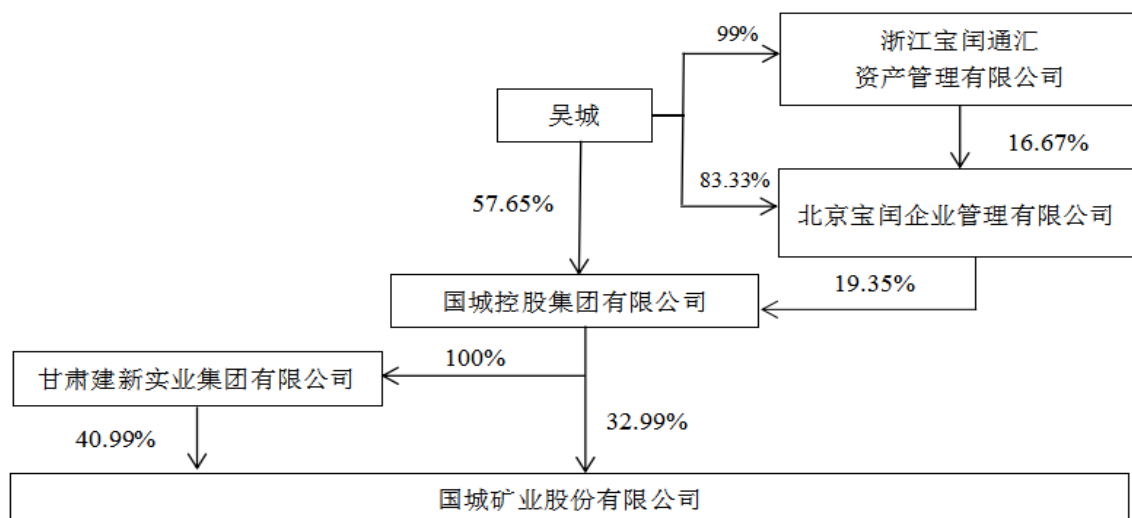 99%
浙江宝闰通汇
资产管理有限公司
吴城
16.67%
83.33%
57.65%
北京宝闰企业管理有限公司
19.35%
国城控股集团有限公司
100%
甘肃建新实业集团有限公司
32.99%
40.99%
国城矿业股份有限公司